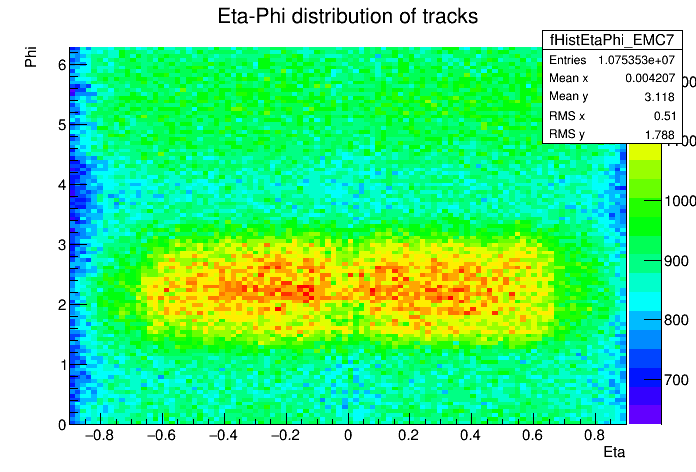 Eta-Phi distribution of tracks
fHistEtaPhi_EMC7
Entries 1.075353e+07
Mean x 0.004207
Mean y 3.118
RMS x 0.51
RMS y 1.788
Phi
6
5
4
3
2
1
0
−0.8 −0.6 −0.4 −0.2 0 0.2 0.4 0.6 0.8
Eta
1000
900
800
700